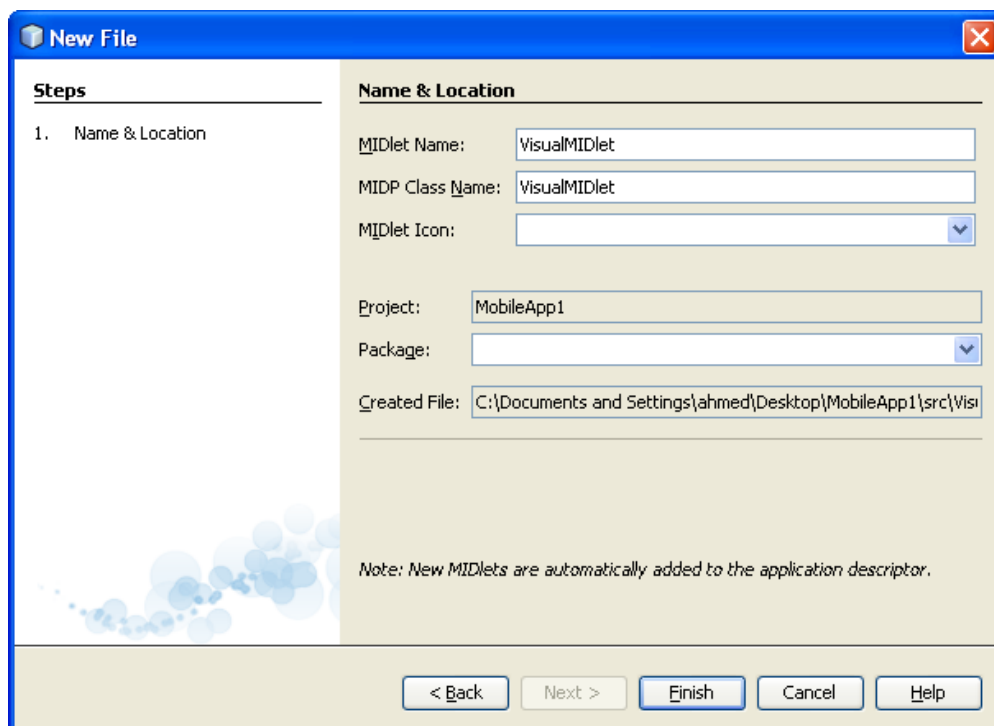 New File
Steps
1. Name & Location
Name & Location
MIDlet Name: VisualMIDlet
MIDP Class Name: VisualMIDlet
MIDlet Icon:
Project: MobileApp1
Package:
Created File: C:\Documents and Settings\ahmed\Desktop\MobileApp1\src\Visu
Note: New MIDlets are automatically added to the application descriptor.
< Back Next > Finish Cancel Help